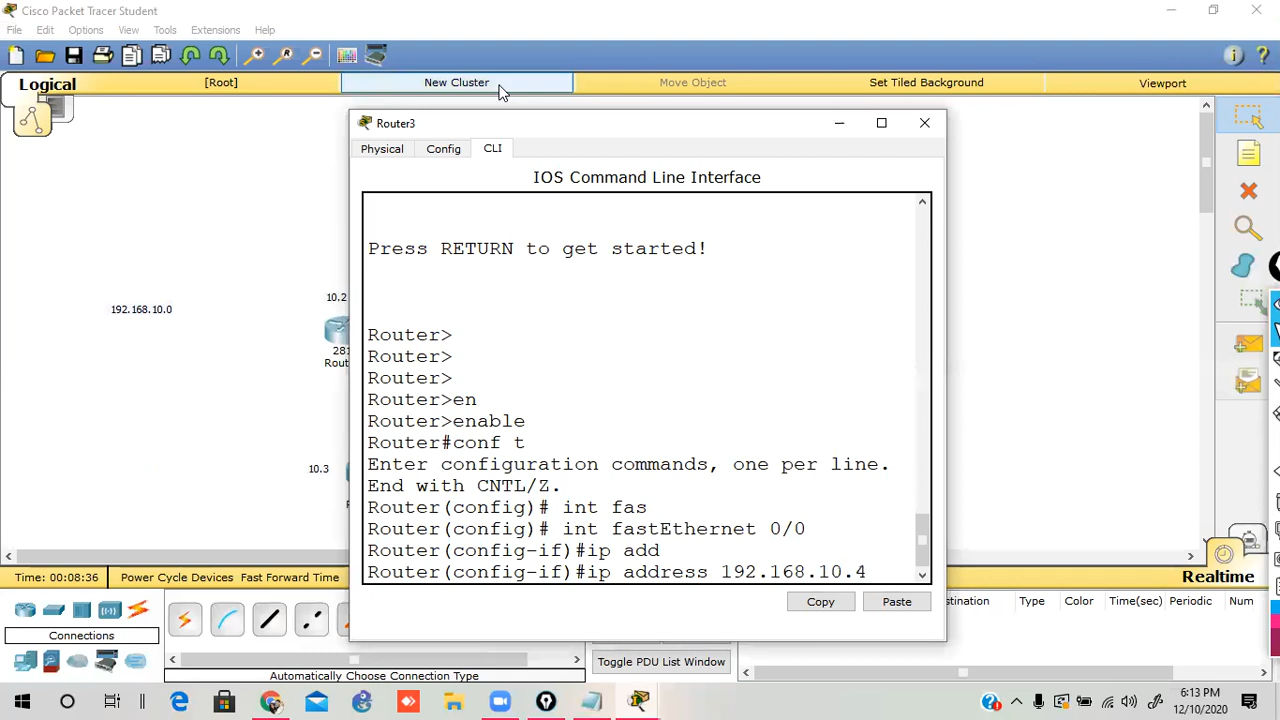 Cisco Packet Tracer Student
File Edit Options View Tools Extensions Help
Logical [Root] New Cluster Move Object Set Tiled Background Viewport
Router3
Physical Config CLI
IOS Command Line Interface
Press RETURN to get started!
Router>
Router>
Router>
Router>en
Router>enable
Router#conf t
Enter configuration commands, one per line.
End with CNTL/Z.
Router(config)# int fas
Router(config)# int fastEthernet 0/0
Router(config-if)#ip add
Router(config-if)#ip address 192.168.10.4
Copy Paste
192.168.10.0
10.2
281
Rout
10.3
Time: 00:08:36 Power Cycle Devices Fast Forward Time
Realtime
Connections
Automatically Choose Connection Type
Toggle PDU List Window
stination Type Color Time(sec) Periodic Num
6:13 PM
12/10/2020